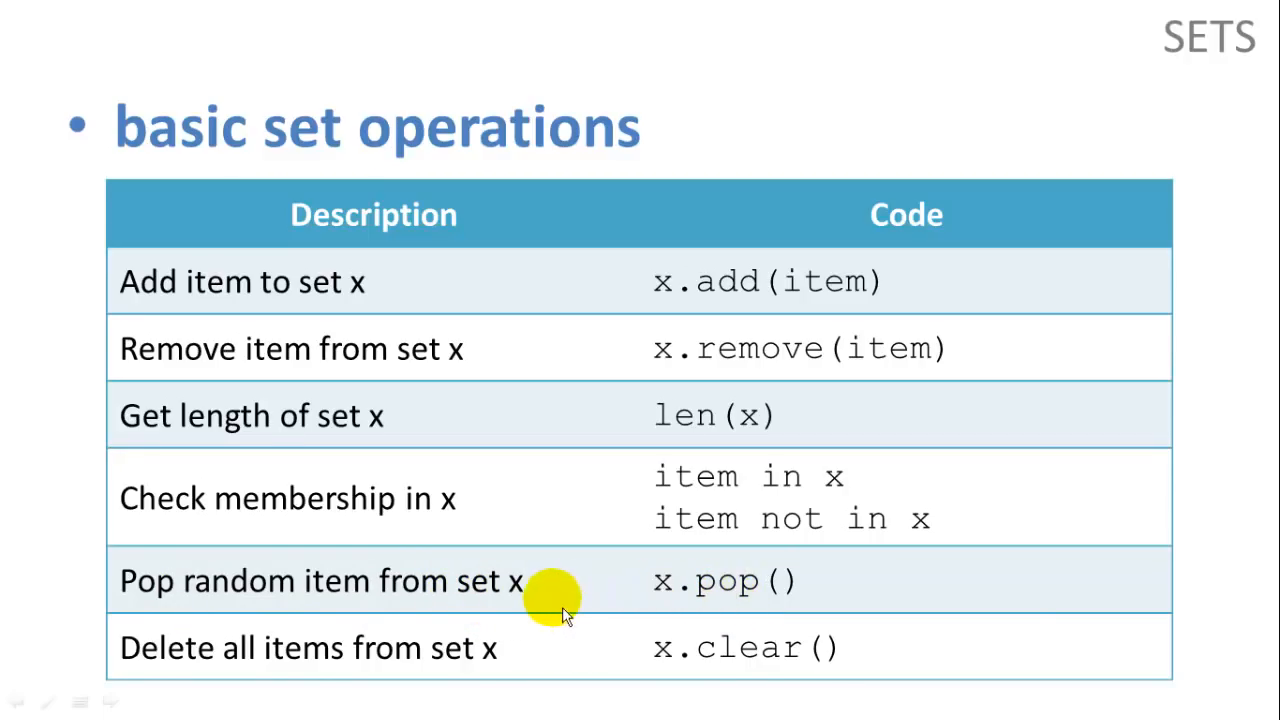 SETS
• basic set operations
Description Code
Add item to set x x.add(item)
Remove item from set x x.remove(item)
Get length of set x len(x)
Check membership in x item in x
item not in x
Pop random item from set x x.pop()
Delete all items from set x x.clear()